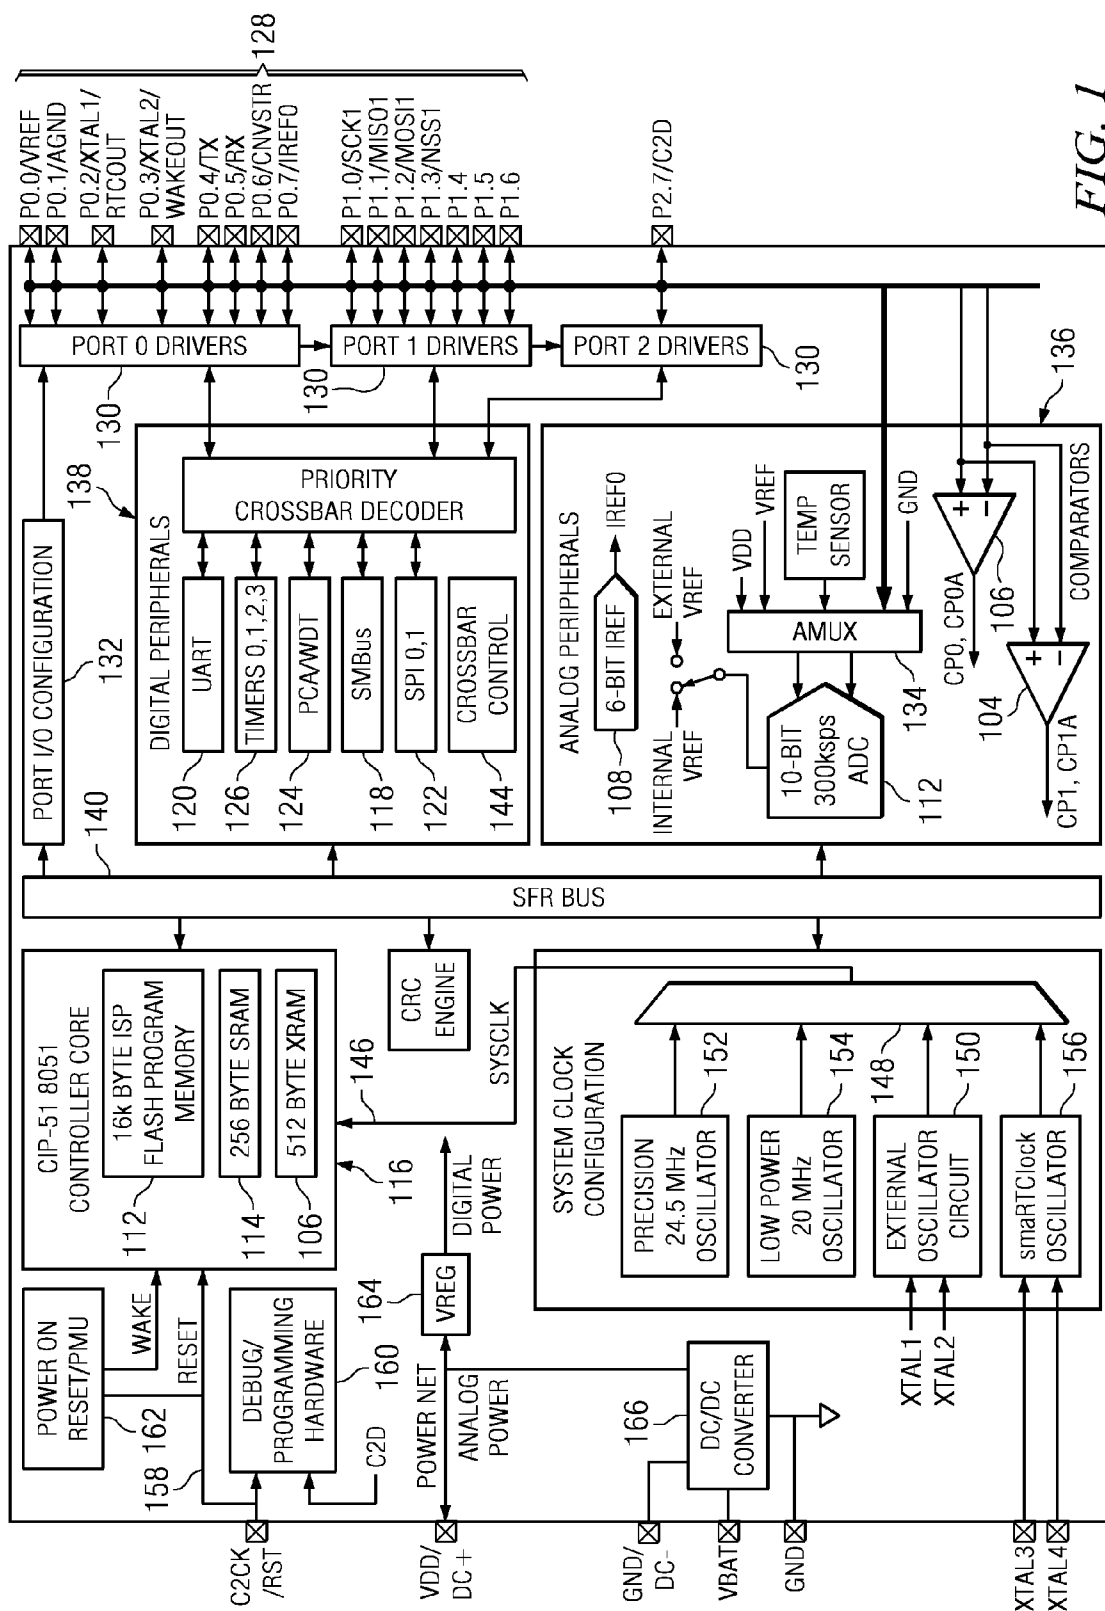 C2CK
/RST
VDD/
DC+
GND/
DC-
VBAT
GND
XTAL3
XTAL4
POWER ON
RESET/PMU
162
WAKE
RESET
158
DEBUG/
PROGRAMMING
HARDWARE
160
C2D
POWER NET
ANALOG
POWER
VREG
164
DIGITAL
POWER
DC/DC
CONVERTER
166
CIP-51 8051
CONTROLLER CORE
16k BYTE ISP
FLASH PROGRAM
MEMORY
112
256 BYTE SRAM
114
512 BYTE XRAM
106
116
146
CRC
ENGINE
SYSCLK
SYSTEM CLOCK
CONFIGURATION
PRECISION
24.5 MHz
OSCILLATOR
152
LOW POWER
20 MHz
OSCILLATOR
154
148
EXTERNAL
OSCILLATOR
CIRCUIT
150
XTAL1
XTAL2
smaRTClock
OSCILLATOR
156
SFR BUS
140
PORT I/O CONFIGURATION
132
DIGITAL PERIPHERALS
138
UART
120
TIMERS 0,1,2,3
126
PCA/WDT
124
SMBus
118
SPI 0,1
122
CROSSBAR
CONTROL
144
PRIORITY
CROSSBAR DECODER
PORT 0 DRIVERS
130
PORT 1 DRIVERS
130
PORT 2 DRIVERS
130
ANALOG PERIPHERALS
136
6-BIT IREF
108
IREF0
INTERNAL
VREF
EXTERNAL
VREF
10-BIT
300ksps
ADC
112
AMUX
134
VDD
VREF
TEMP
SENSOR
GND
CP0, CP0A
+
-
106
CP1, CP1A
+
-
104
COMPARATORS
P0.0/VREF
P0.1/AGND
P0.2/XTAL1/
RTCOUT
P0.3/XTAL2/
WAKEOUT
P0.4/TX
P0.5/RX
P0.6/CNVSTR
P0.7/IREF0
P1.0/SCK1
P1.1/MISO1
P1.2/MOSI1
P1.3/NSS1
P1.4
P1.5
P1.6
128
P2.7/C2D
FIG. 1